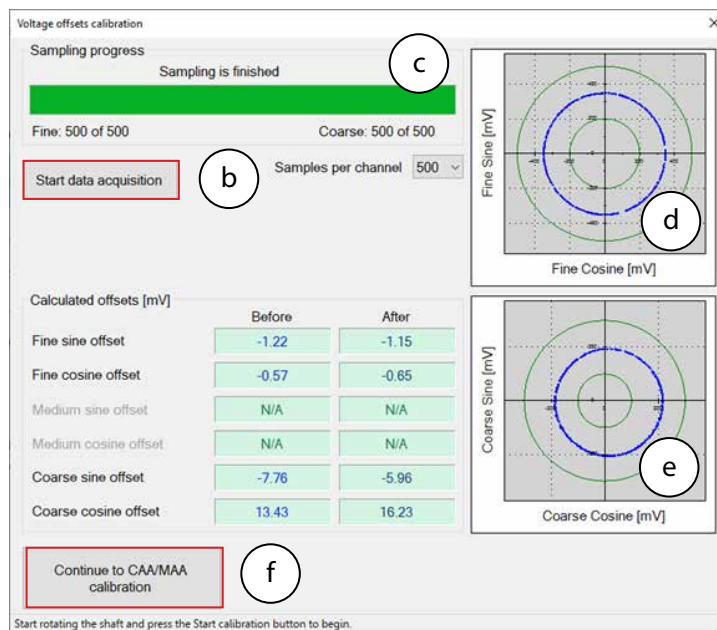 Voltage offsets calibration
Sampling progress
Sampling is finished
c
Fine: 500 of 500 Coarse: 500 of 500
Start data acquisition
b
Samples per channel 500
Fine Sine [mV]
d
Fine Cosine [mV]
Calculated offsets [mV]
Before After
Fine sine offset -1.22 -1.15
Fine cosine offset -0.57 -0.65
Medium sine offset N/A N/A
Medium cosine offset N/A N/A
Coarse sine offset -7.76 -5.96
Coarse cosine offset 13.43 16.23
Coarse Sine [mV]
e
Coarse Cosine [mV]
Continue to CAA/MAA
calibration
f
Start rotating the shaft and press the Start calibration button to begin.